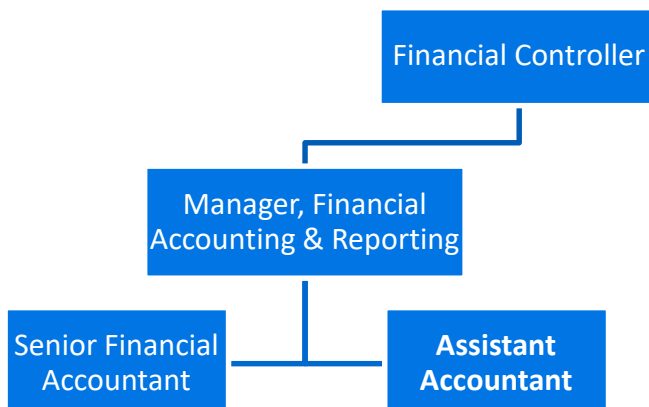 Financial Controller
Manager, Financial
Accounting & Reporting
Senior Financial
Accountant
Assistant
Accountant